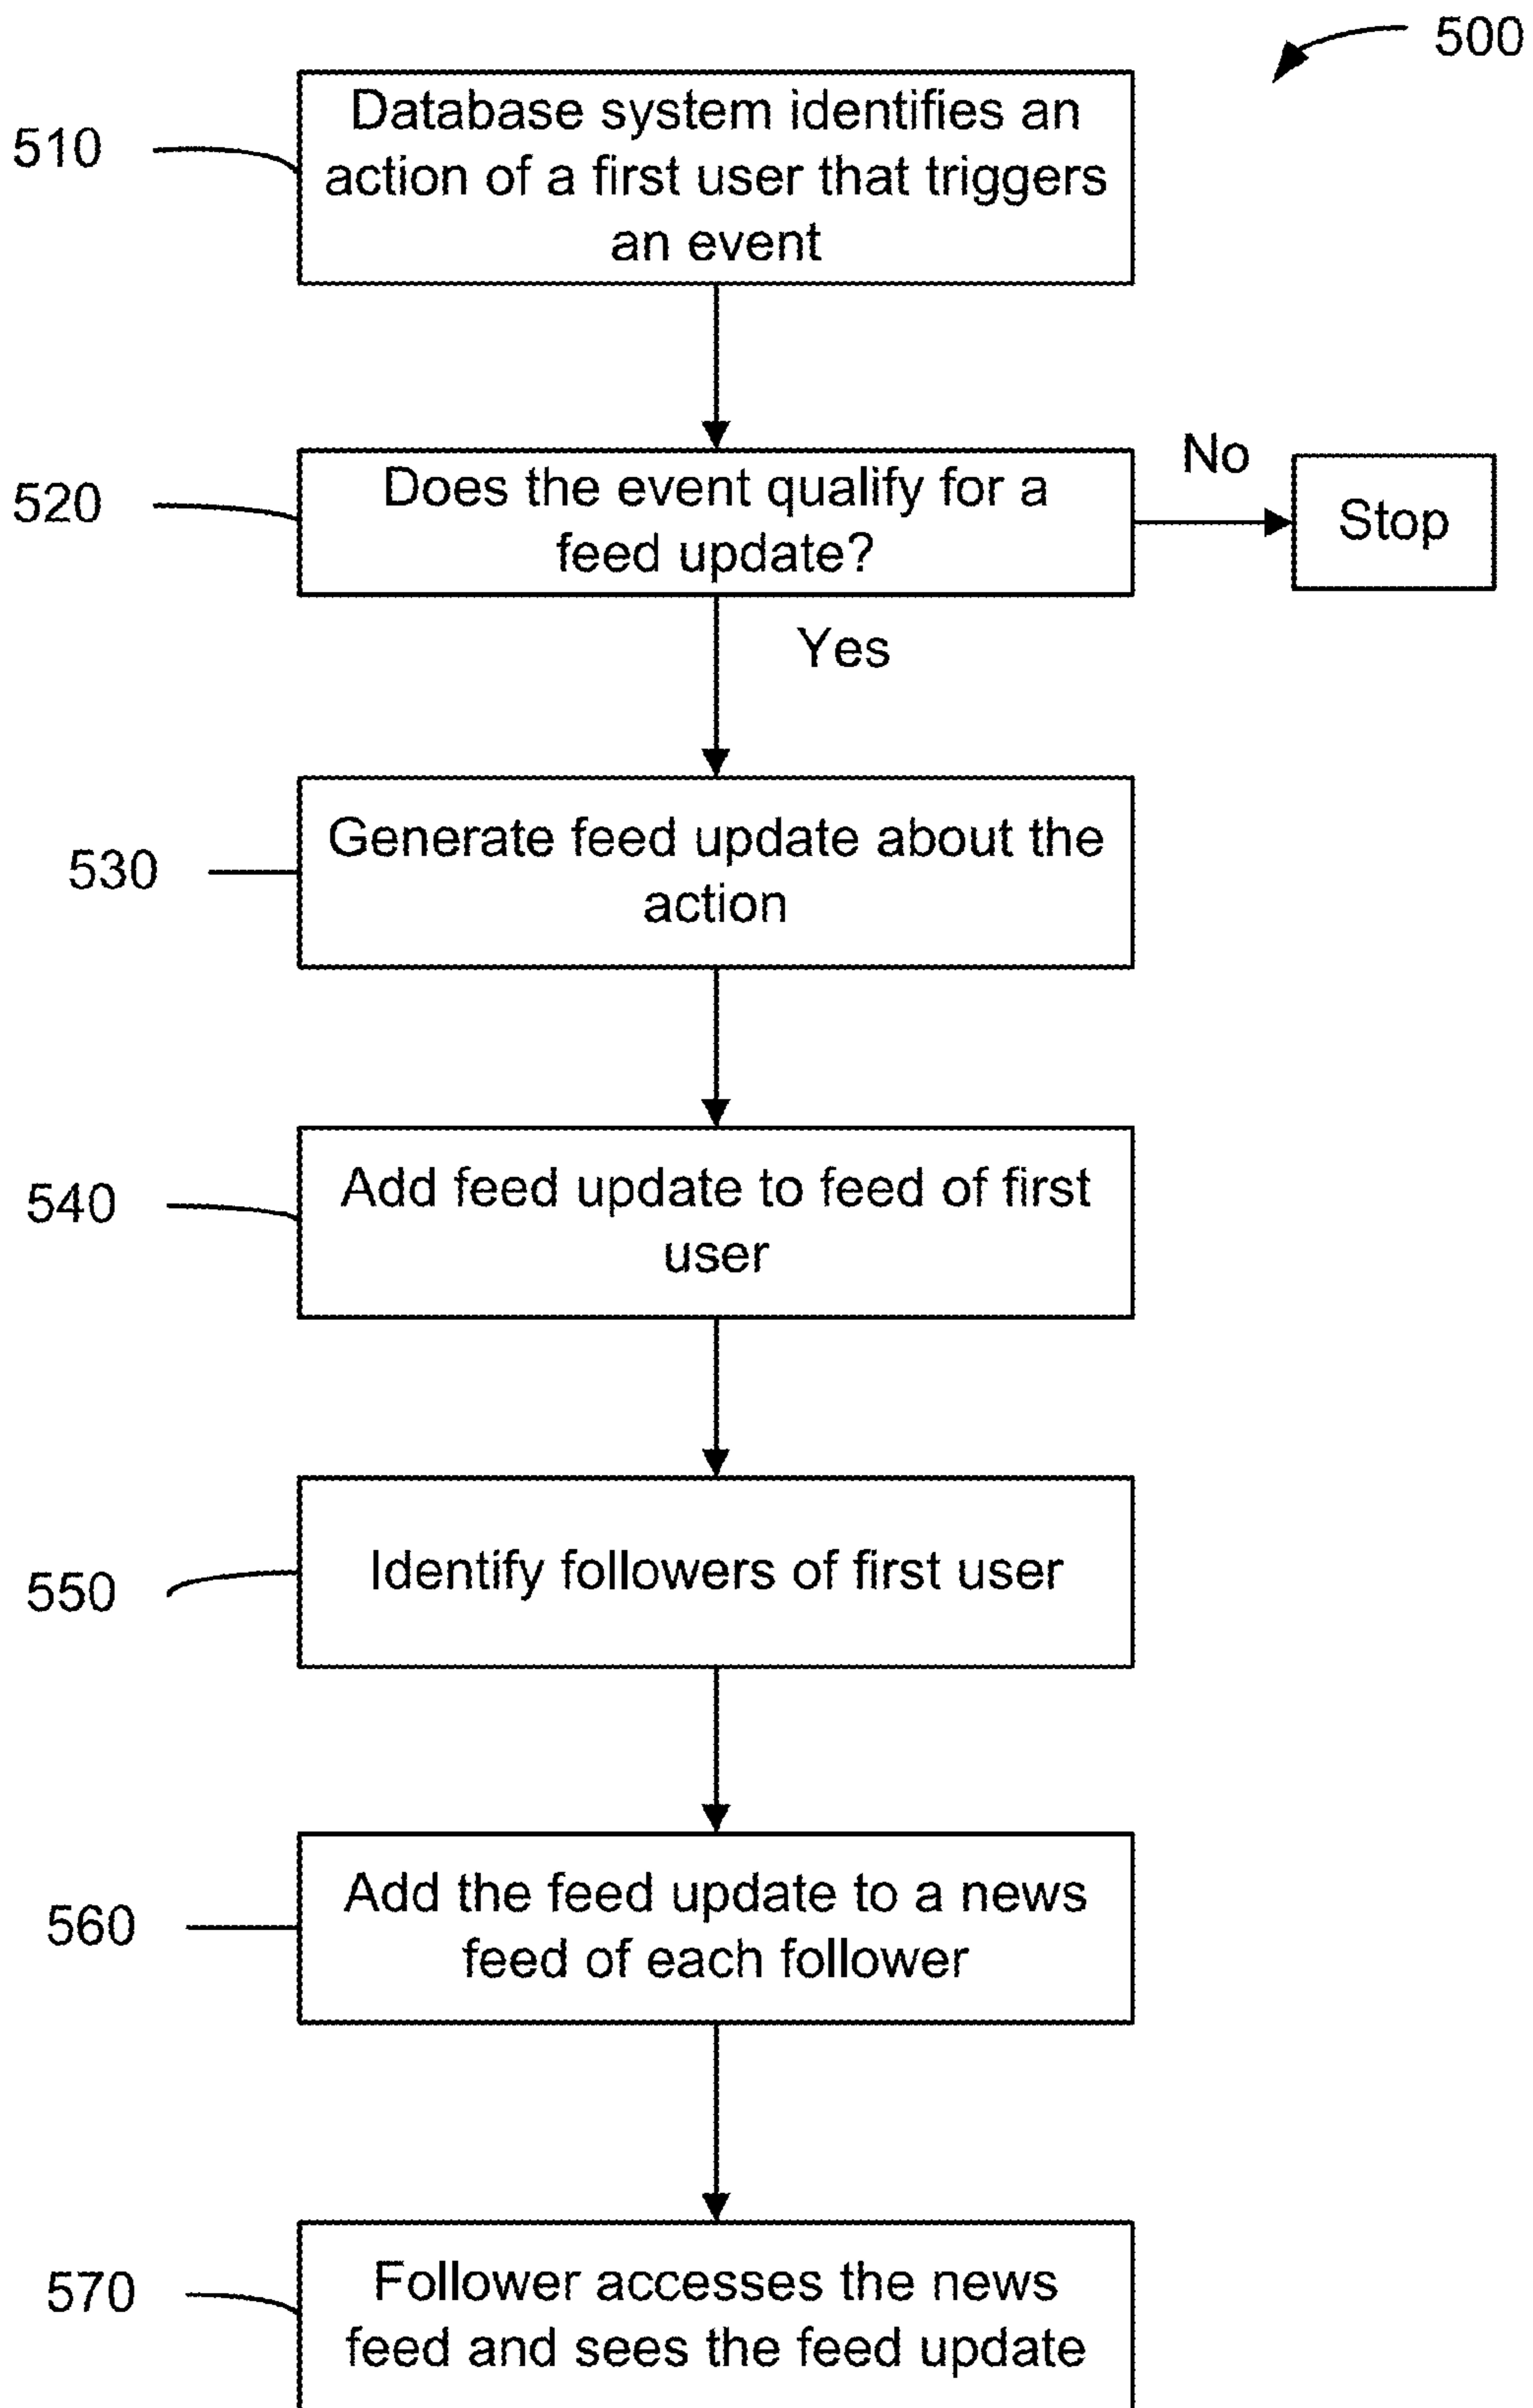 500
510
Database system identifies an
action of a first user that triggers
an event
520
Does the event qualify for a
feed update?
No
Stop
Yes
530
Generate feed update about the
action
540
Add feed update to feed of first
user
550
Identify followers of first user
560
Add the feed update to a news
feed of each follower
570
Follower accesses the news
feed and sees the feed update